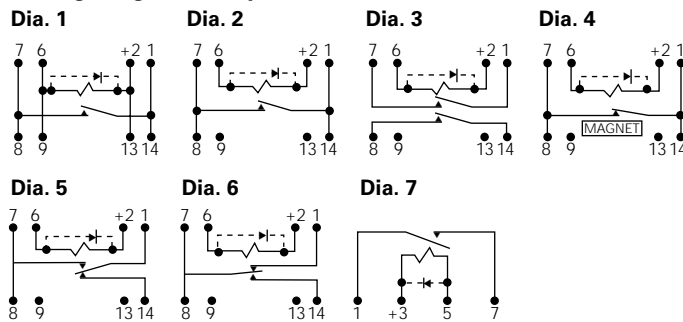 Dia. 1 Dia. 2 Dia. 3 Dia. 4
7 6 +2 1 7 6 +2 1 7 6 +2 1 7 6 +2 1
MAGNET
8 9 13 14 8 9 13 14 8 9 13 14 8 9 13 14
Dia. 5 Dia. 6 Dia. 7
7 6 +2 1 7 6 +2 1
8 9 13 14 8 9 13 14 1 +3 5 7